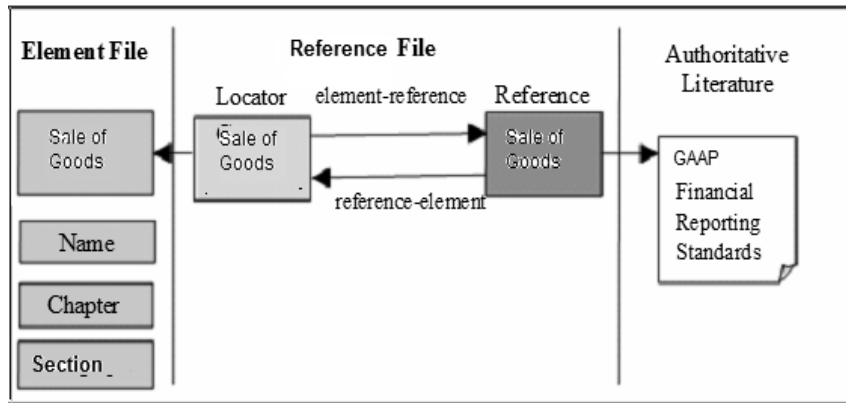 Element File
Sale of
Goods
Name
Chapter
Section
Reference File
Locator
element-reference
Reference
Sale of
Goods
Sale of
Goods
reference-element
Authoritative
Literature
GAAP
Financial
Reporting
Standards